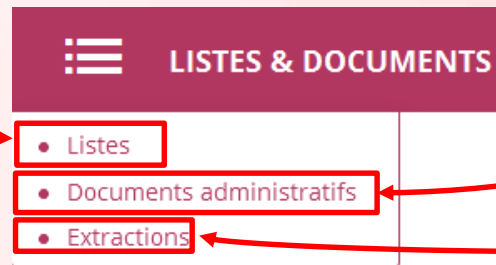 LISTES & DOCUMENTS
Listes
Documents administratifs
Extractions